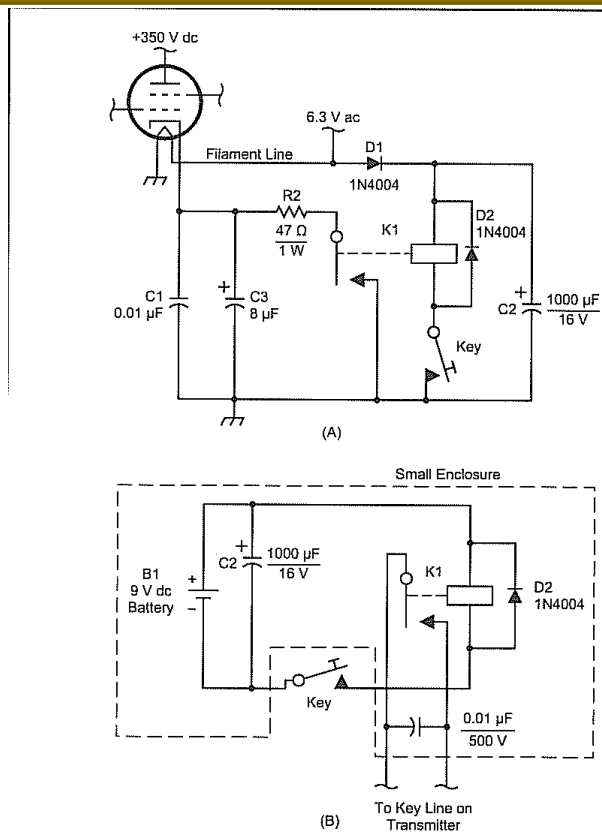 +350 V dc
6.3 V ac
Filament Line
D1
1N4004
R2
47 Ω
1 W
K1
D2
1N4004
C1
0.01 µF
+
C3
8 µF
+
C2
1000 µF
16 V
Key
(A)
Small Enclosure
B1
9 V dc
Battery
+
−
+
C2
1000 µF
16 V
K1
D2
1N4004
Key
0.01 µF
500 V
To Key Line on
Transmitter
(B)